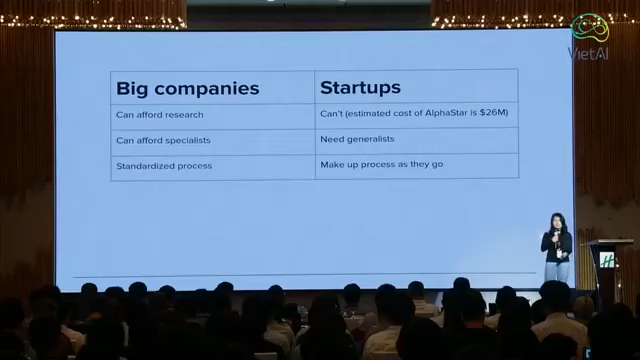 VietAI
Big companies
Startups
Can afford research
Can't (estimated cost of AlphaStar is $26M)
Can afford specialists
Need generalists
Standardized process
Make up process as they go
H